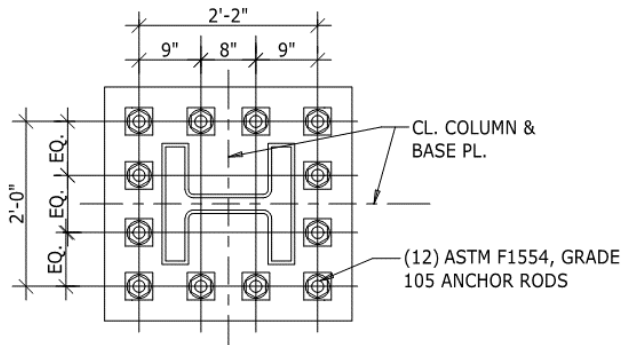 2'-2"
9"
8"
9"
CL. COLUMN &
BASE PL.
EQ.
EQ.
2'-0"
EQ.
(12) ASTM F1554, GRADE
105 ANCHOR RODS